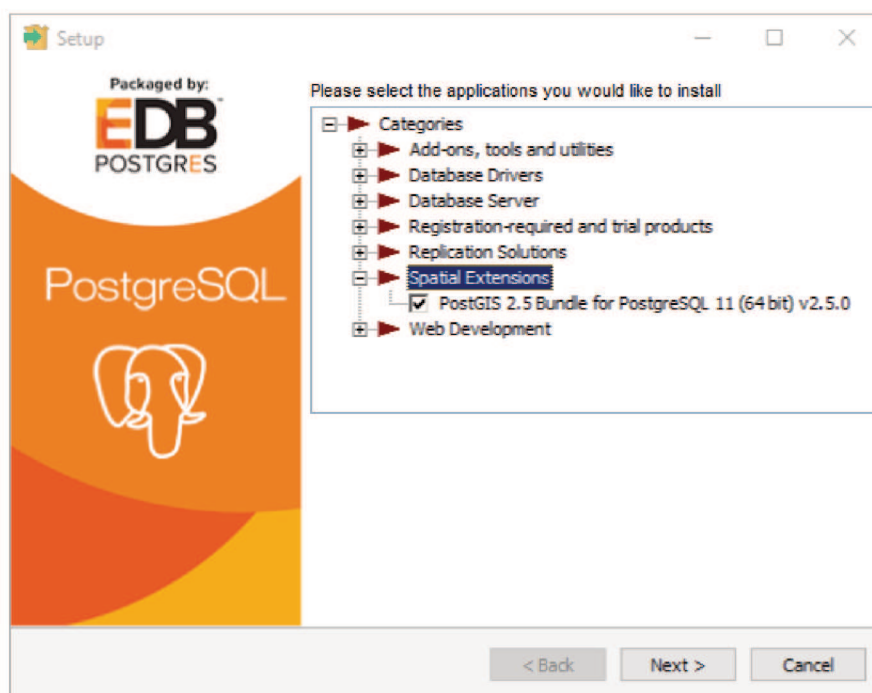 Setup
Packaged by:
EDB
POSTGRES
PostgreSQL
Please select the applications you would like to install
Categories
Add-ons, tools and utilities
Database Drivers
Database Server
Registration-required and trial products
Replication Solutions
Spatial Extensions
PostGIS 2.5 Bundle for PostgreSQL 11 (64 bit) v2.5.0
Web Development
< Back
Next >
Cancel